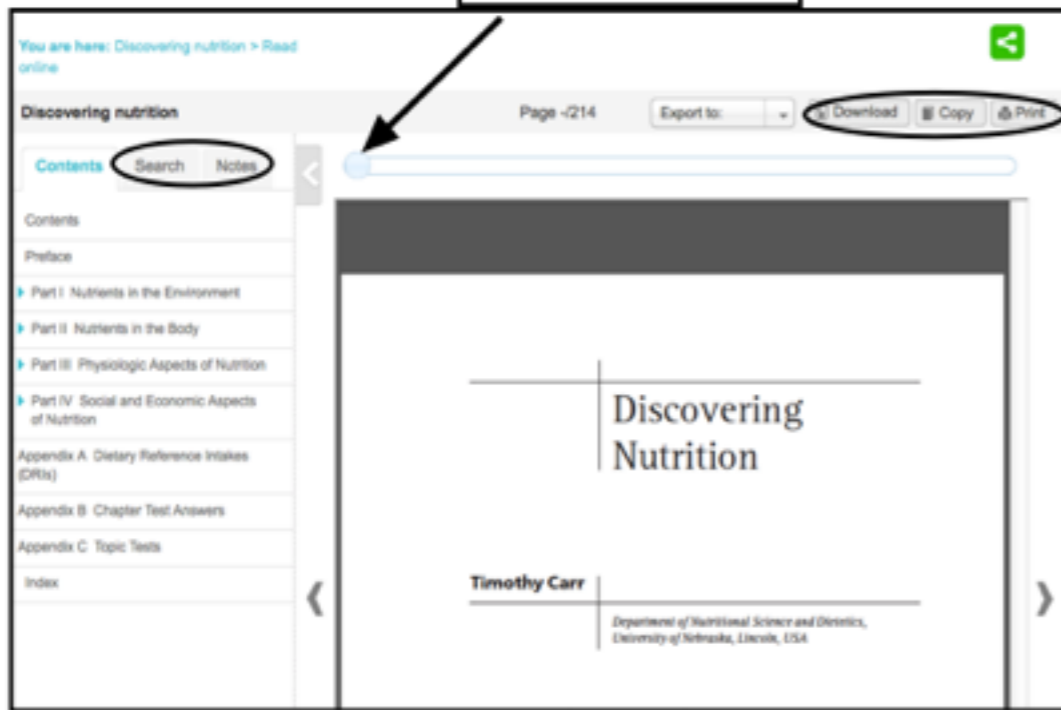 You are here: Discovering nutrition > Read
online
Discovering nutrition
Page -/214
Export to:
Download
Copy
Print
Contents
Search
Notes
Contents
Preface
Part I Nutrients in the Environment
Part II Nutrients in the Body
Part III Physiologic Aspects of Nutrition
Part IV Social and Economic Aspects
of Nutrition
Appendix A Dietary Reference Intakes
(DRIs)
Appendix B Chapter Test Answers
Appendix C Topic Tests
Index
Discovering
Nutrition
Timothy Carr
Department of Nutritional Science and Dietetics,
University of Nebraska, Lincoln, USA